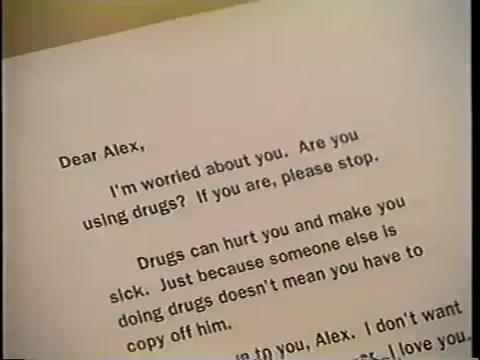 Dear Alex,
I'm worried about you. Are you
using drugs? If you are, please stop.
Drugs can hurt you and make you
sick. Just because someone else is
doing drugs doesn't mean you have to
copy off him.
to you, Alex. I don't want
I love you.